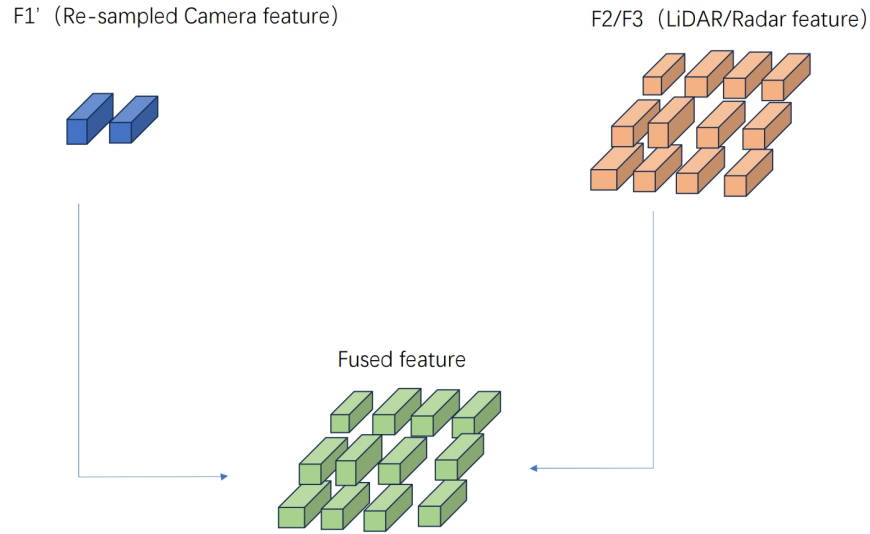 F1’（Re-sampled Camera feature）
F2/F3（LiDAR/Radar feature）
Fused feature